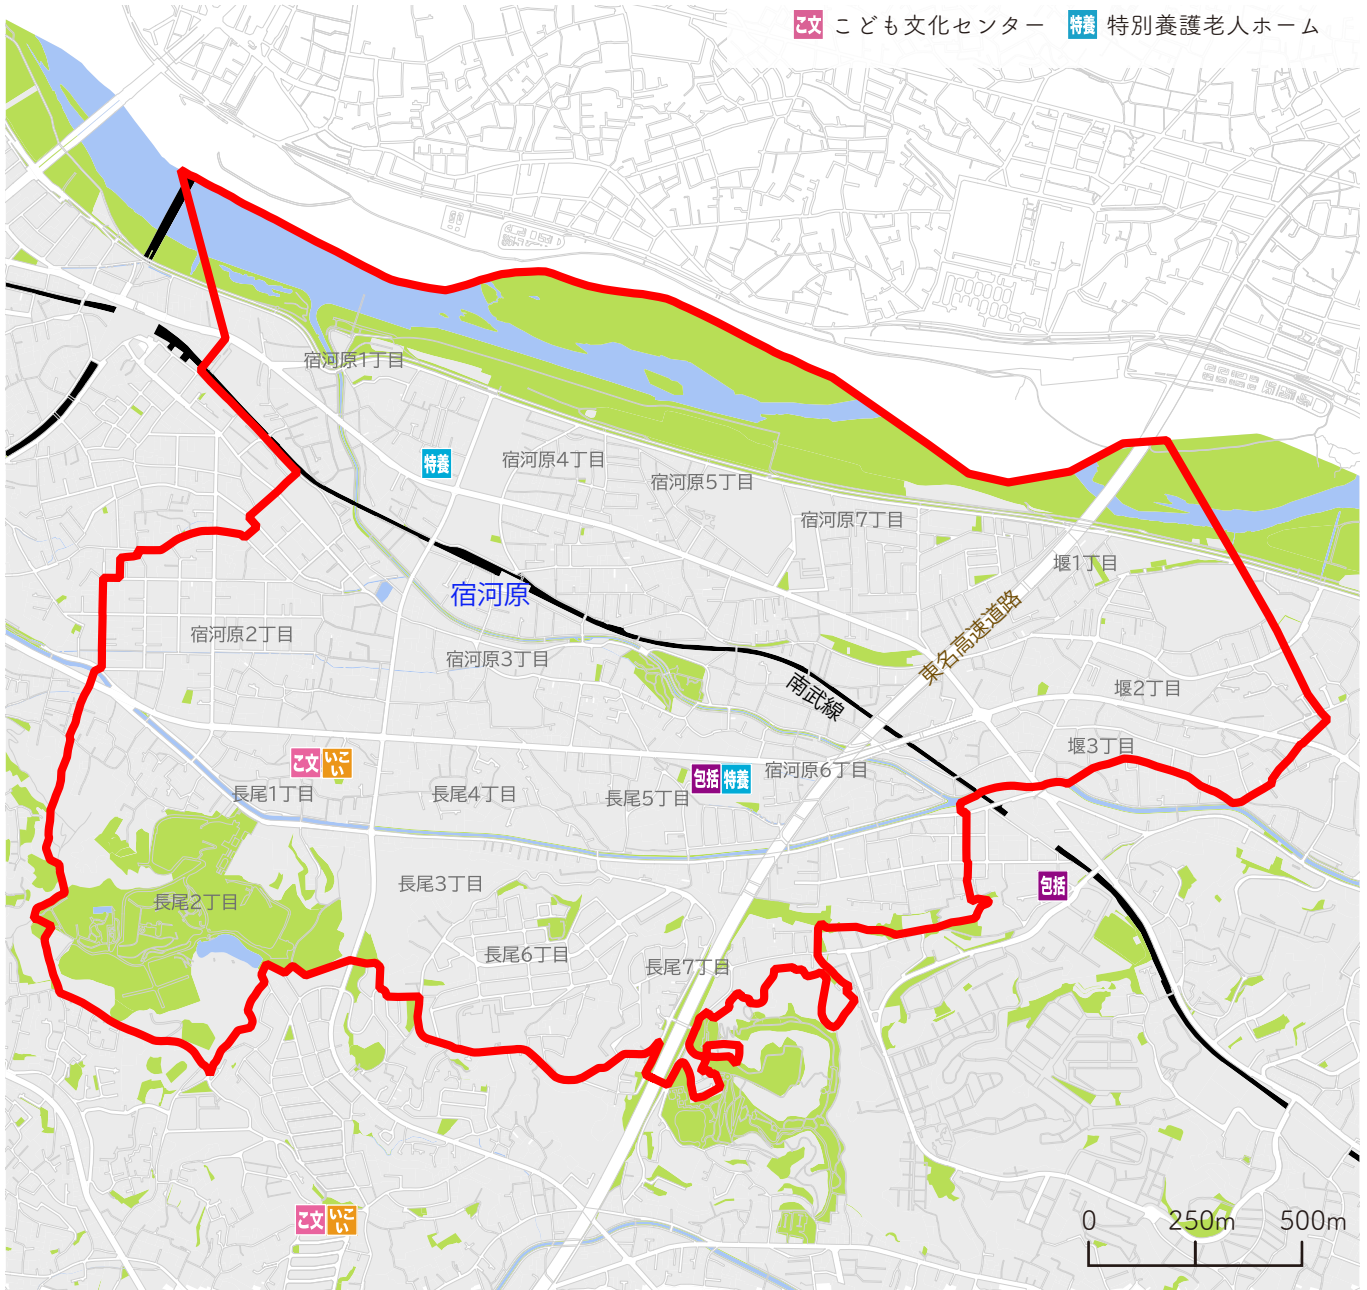 こ文 こども文化センター 特養 特別養護老人ホーム
宿河原1丁目
特養
宿河原4丁目
宿河原5丁目
宿河原7丁目
堰1丁目
宿河原
東名高速道路
宿河原2丁目
宿河原3丁目
南武線
堰2丁目
堰3丁目
こ文 いこい
包括 特養
宿河原6丁目
長尾1丁目
長尾4丁目
長尾5丁目
長尾3丁目
包括
長尾2丁目
長尾6丁目
長尾7丁目
こ文 いこい
0 250m 500m